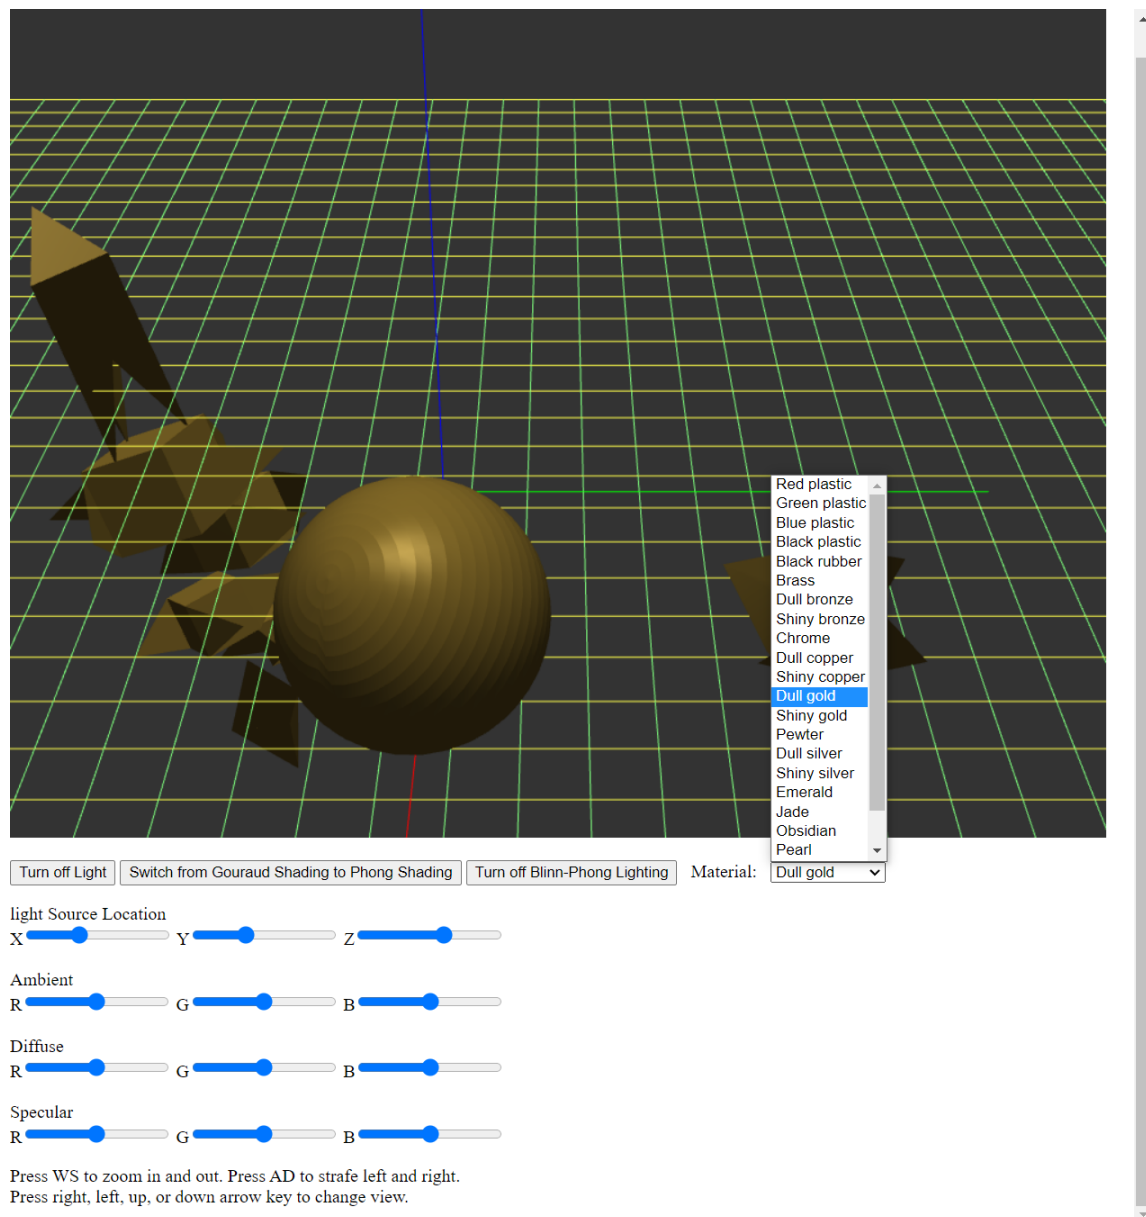 Red plastic
Green plastic
Blue plastic
Black plastic
Black rubber
Brass
Dull bronze
Shiny bronze
Chrome
Dull copper
Shiny copper
Dull gold
Shiny gold
Pewter
Dull silver
Shiny silver
Emerald
Jade
Obsidian
Pearl
Turn off Light Switch from Gouraud Shading to Phong Shading Turn off Blinn-Phong Lighting Material: Dull gold
light Source Location
X Y Z
Ambient
R G B
Diffuse
R G B
Specular
R G B
Press WS to zoom in and out. Press AD to strafe left and right.
Press right, left, up, or down arrow key to change view.